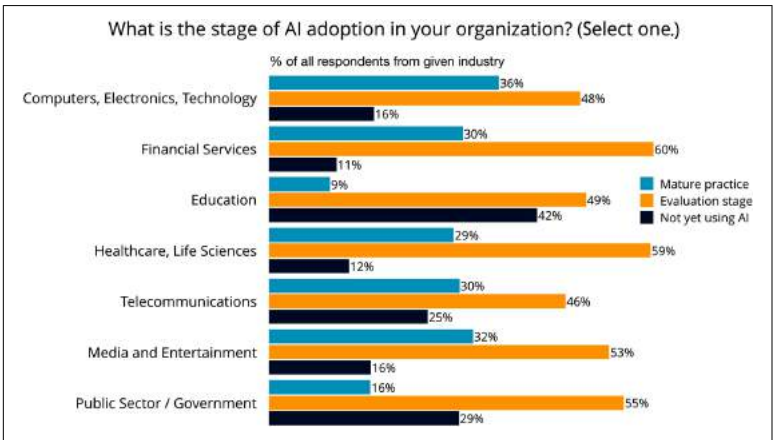 What is the stage of AI adoption in your organization? (Select one.)
% of all respondents from given industry
Computers, Electronics, Technology
36%
48%
16%
Financial Services
30%
60%
11%
Education
9%
49%
42%
Mature practice
Evaluation stage
Not yet using AI
Healthcare, Life Sciences
29%
59%
12%
Telecommunications
30%
46%
25%
Media and Entertainment
32%
53%
16%
Public Sector / Government
16%
55%
29%